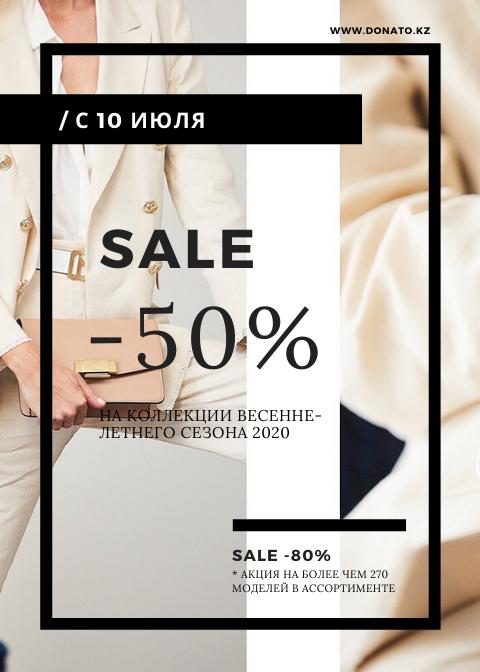 WWW.DONATO.KZ
/ С 10 ИЮЛЯ
SALE
-50%
НА КОЛЛЕКЦИИ ВЕСЕННЕ-
ЛЕТНЕГО СЕЗОНА 2020
SALE -80%
* АКЦИЯ НА БОЛЕЕ ЧЕМ 270
МОДЕЛЕЙ В АССОРТИМЕНТЕ